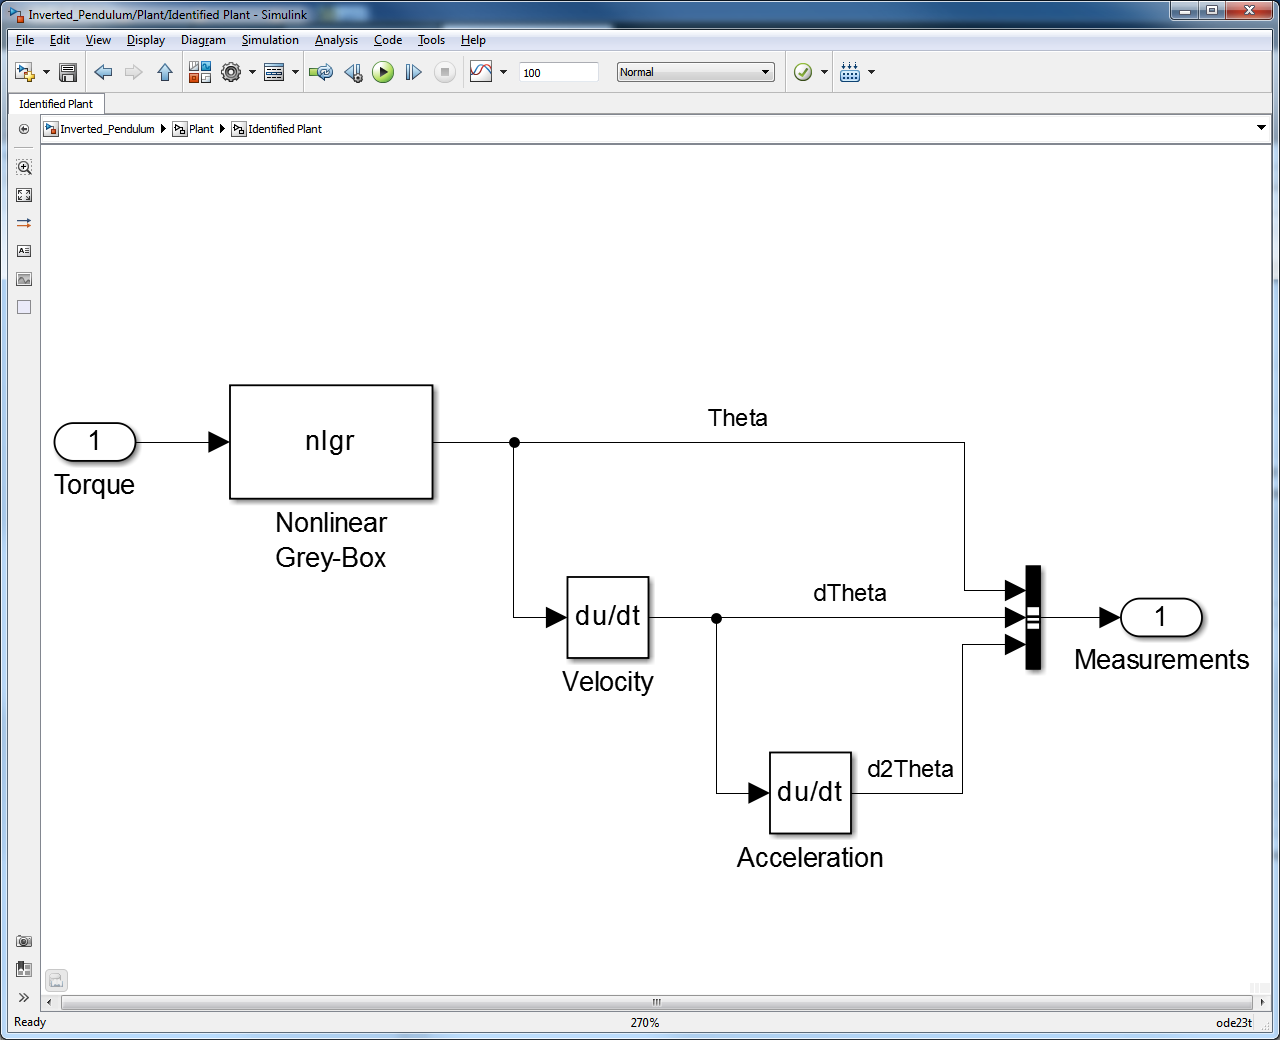 Inverted_Pendulum/Plant/Identified Plant - Simulink
File Edit View Display Diagram Simulation Analysis Code Tools Help
100 Normal
Identified Plant
Inverted_Pendulum Plant Identified Plant
Theta
1
nlgr
Torque
Nonlinear
Grey-Box
dTheta
du/dt
1
Velocity
Measurements
d2Theta
du/dt
Acceleration
Ready 270% ode23t